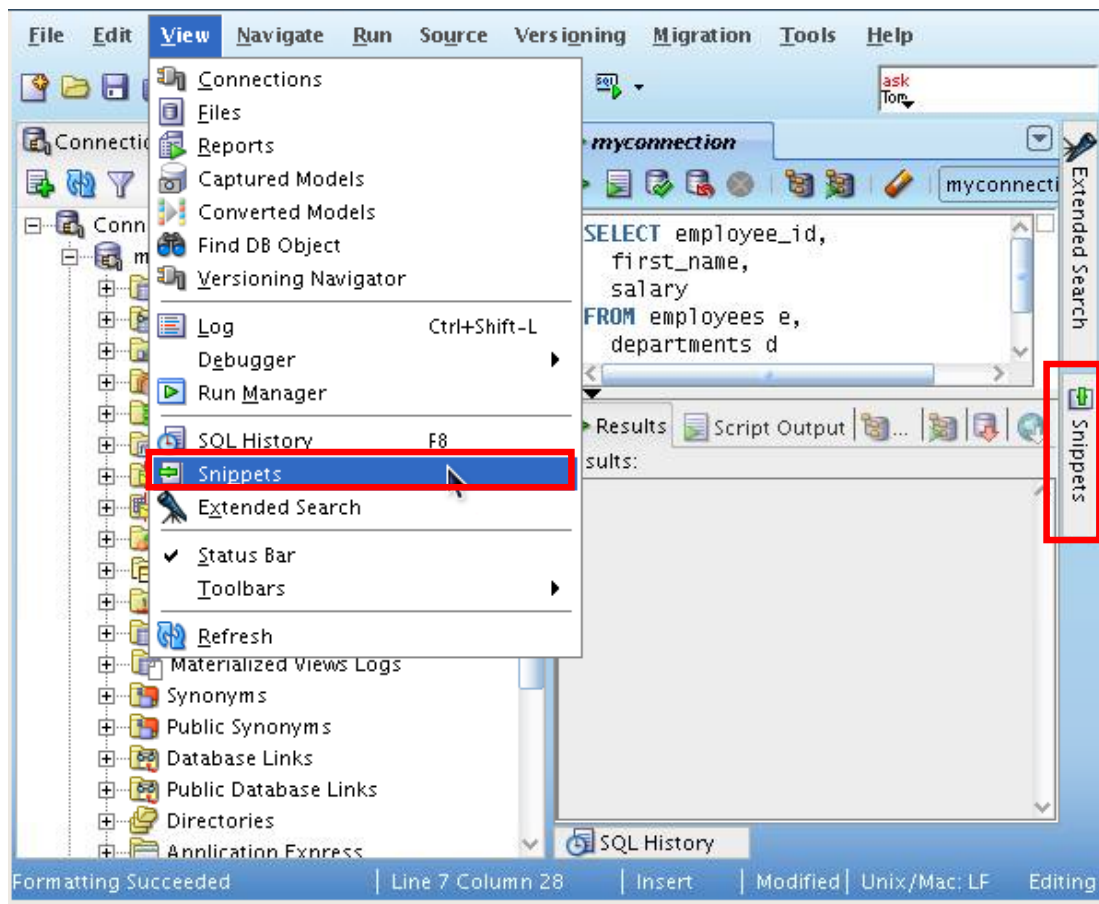 File Edit View Navigate Run Source Versioning Migration Tools Help
ask
Tom
Connections
Files
Reports
Captured Models
Converted Models
Find DB Object
Versioning Navigator
Log Ctrl+Shift-L
Debugger
Run Manager
SQL History F8
Snippets
Extended Search
Status Bar
Toolbars
Refresh
Connectio
Conn
m
Materialized Views Logs
Synonyms
Public Synonyms
Database Links
Public Database Links
Directories
Application Express
myconnection
myconnecti
SELECT employee_id,
first_name,
salary
FROM employees e,
departments d
Results Script Output ...
sults:
SQL History
Extended Search
Snippets
Formatting Succeeded Line 7 Column 28 Insert Modified Unix/Mac: LF Editing